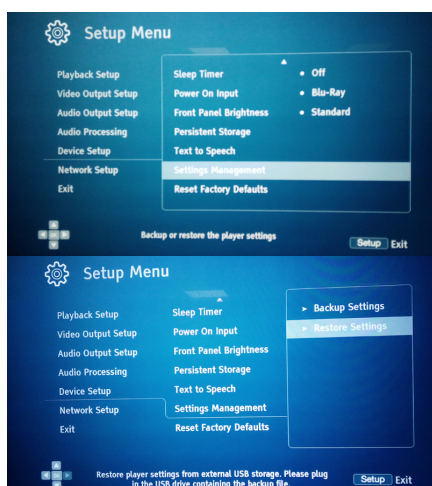 Setup Menu
Playback Setup
Video Output Setup
Audio Output Setup
Audio Processing
Device Setup
Network Setup
Exit
Sleep Timer
Power On Input
Front Panel Brightness
Persistent Storage
Text to Speech
Settings Management
Reset Factory Defaults
Off
Blu-Ray
Standard
OK
Backup or restore the player settings
Setup Exit
Setup Menu
Playback Setup
Video Output Setup
Audio Output Setup
Audio Processing
Device Setup
Network Setup
Exit
Sleep Timer
Power On Input
Front Panel Brightness
Persistent Storage
Text to Speech
Settings Management
Reset Factory Defaults
Backup Settings
Restore Settings
OK
Restore player settings from external USB storage. Please plug
in the USB drive containing the backup file.
Setup Exit